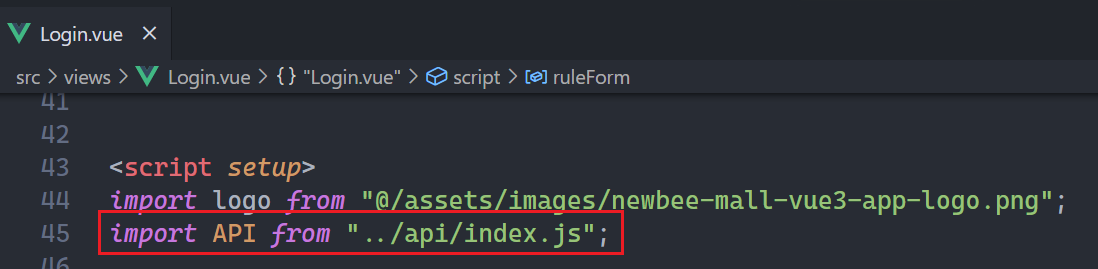 Login.vue ×
src > views > Login.vue > {} "Login.vue" > script > ruleForm
41
42
43 <script setup>
44 import logo from "@/assets/images/newbee-mall-vue3-app-logo.png";
45 import API from "../api/index.js";
46